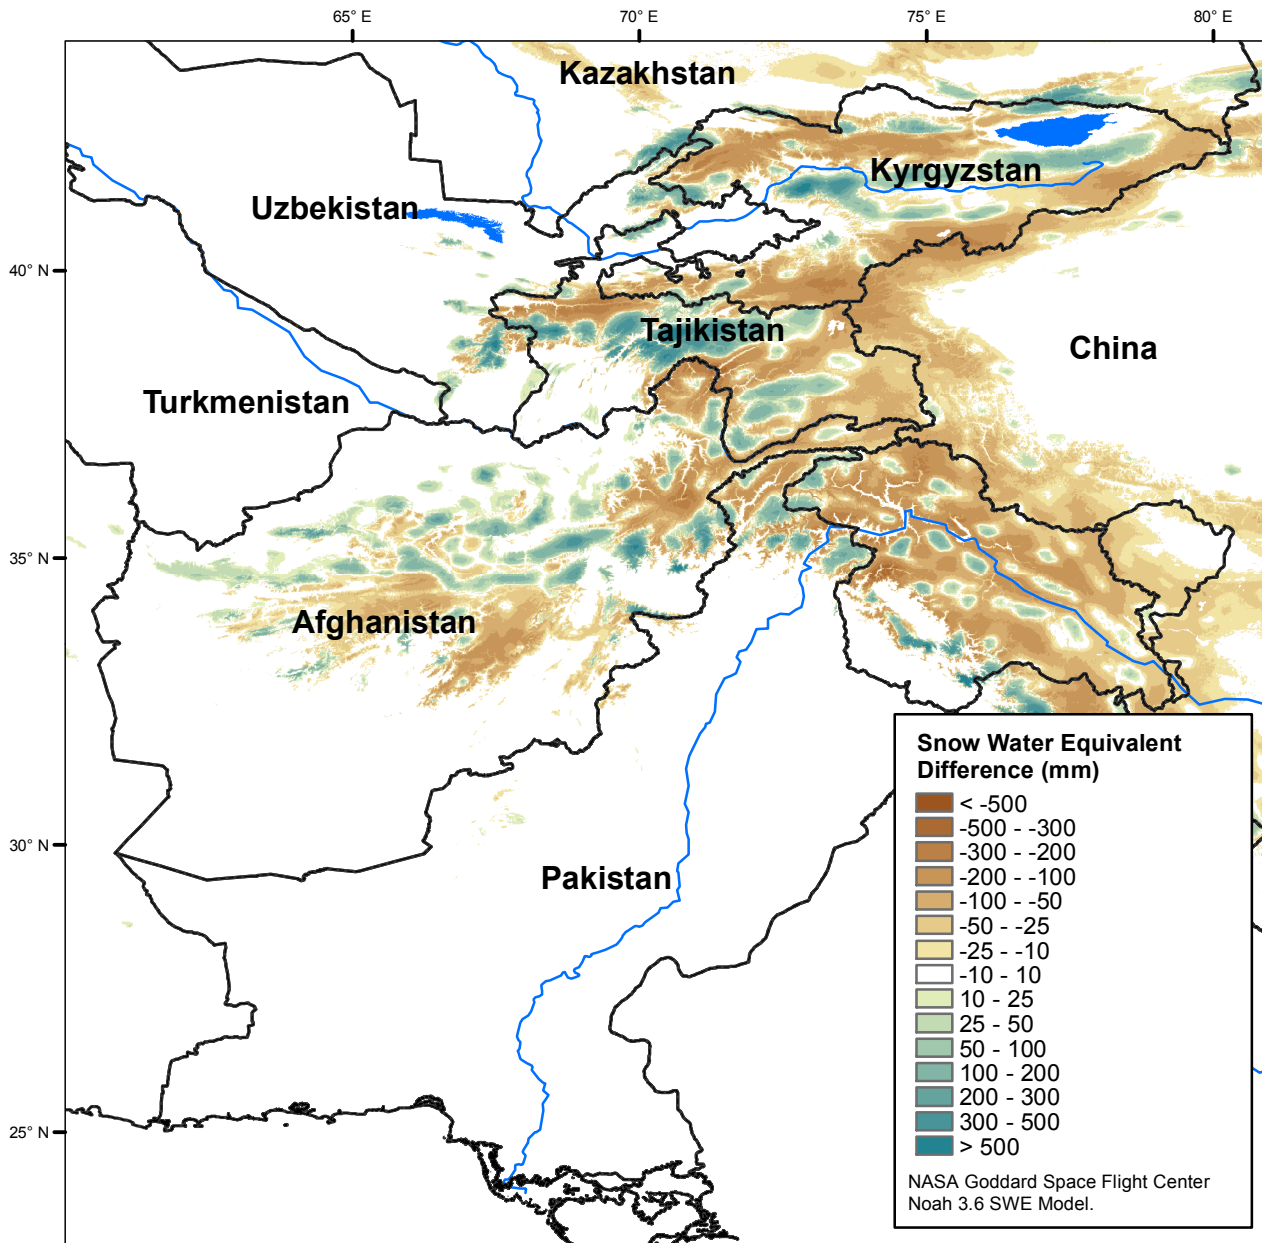 65° E 70° E 75° E 80° E
Kazakhstan
Kyrgyzstan
Uzbekistan
40° N
Tajikistan
China
Turkmenistan
35° N
Afghanistan
Snow Water Equivalent
Difference (mm)
< -500
-500 - -300
-300 - -200
-200 - -100
-100 - -50
-50 - -25
-25 - -10
-10 - 10
10 - 25
25 - 50
50 - 100
100 - 200
200 - 300
300 - 500
> 500
NASA Goddard Space Flight Center
Noah 3.6 SWE Model.
30° N
Pakistan
25° N